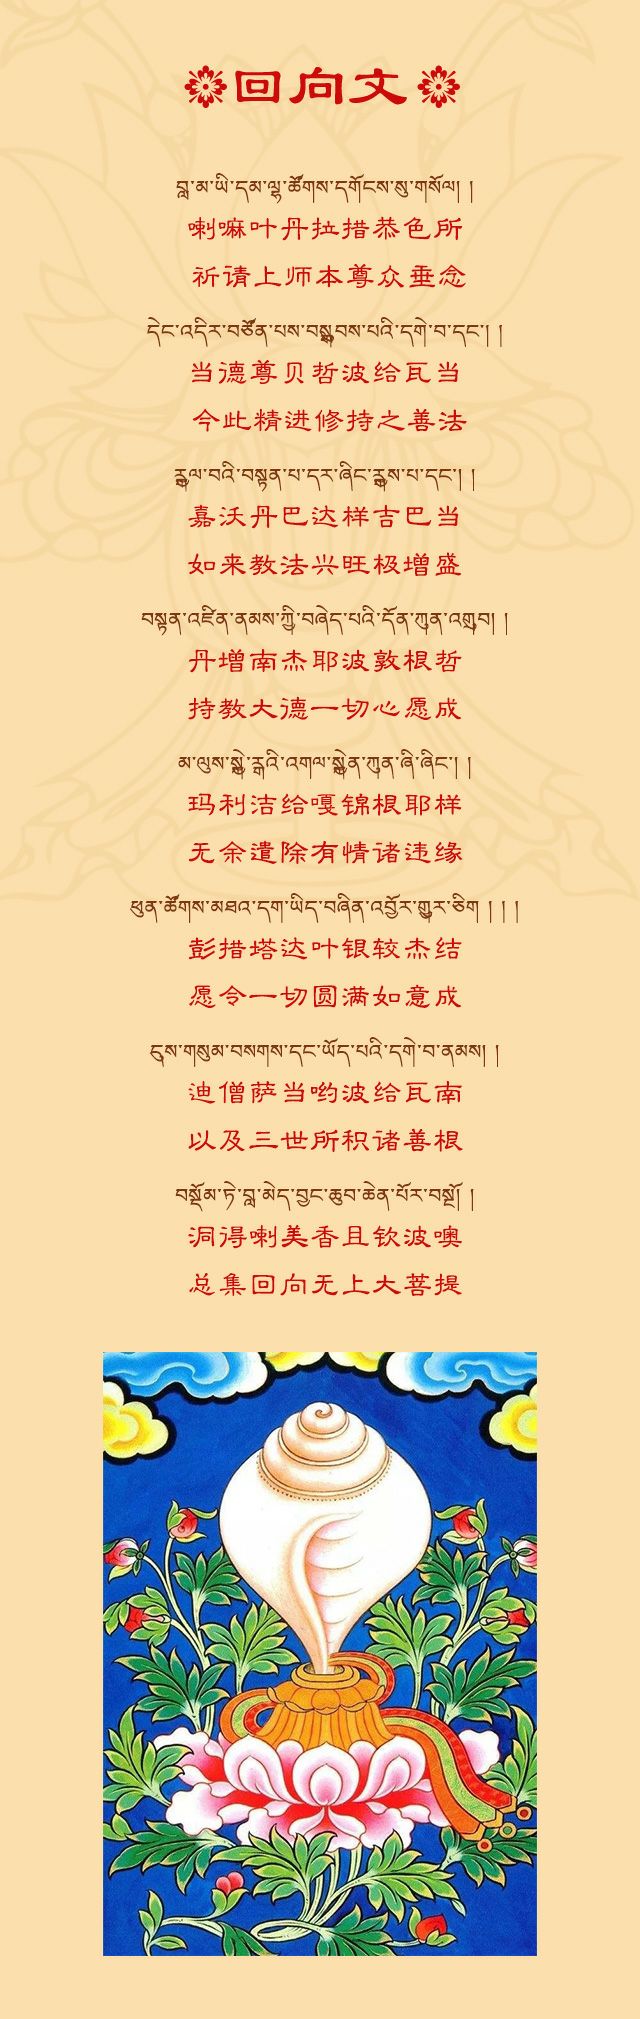 回向文
བླ་མ་ཡི་དམ་ལྷ་ཚོགས་དགོངས་སུ་གསོལ། །
喇嘛叶丹拉措恭色所
祈请上师本尊众垂念
དེང་འདིར་བཙོན་པས་བསྒྲུབས་པའི་དགེ་བ་དང་། །
当德尊贝哲波给瓦当
今此精进修持之善法
རྒྱལ་བའི་བསྟན་པ་དར་ཞིང་རྒྱས་པ་དང་། །
嘉沃丹巴达样吉巴当
如来教法兴旺极增盛
བསྟན་འཛིན་ནམས་ཀྱི་བཞེད་པའི་དོན་ཀུན་འགྲུབ། །
丹增南杰耶波敦根哲
持教大德一切心愿成
མ་ལུས་སྐྱེ་རྒུའི་འགལ་རྐྱེན་ཀུན་ཞི་ཞིང་། །
玛利洁给嘎锦根耶样
无余遣除有情诸违缘
ཕུན་ཚོགས་མཐའ་དག་ཡིད་བཞིན་འབྱོར་གྱུར་ཅིག །།།
彭措塔达叶银较杰结
愿令一切圆满如意成
དུས་གསུམ་བསགས་དང་ཡོད་པའི་དགེ་བ་ནམས། །
迪僧萨当哟波给瓦南
以及三世所积诸善根
བསྡོམ་ཏེ་བླ་མེད་བྱང་ཆུབ་ཆེན་པོར་བསྔོ། །
洞得喇美香且钦波噢
总集回向无上大菩提